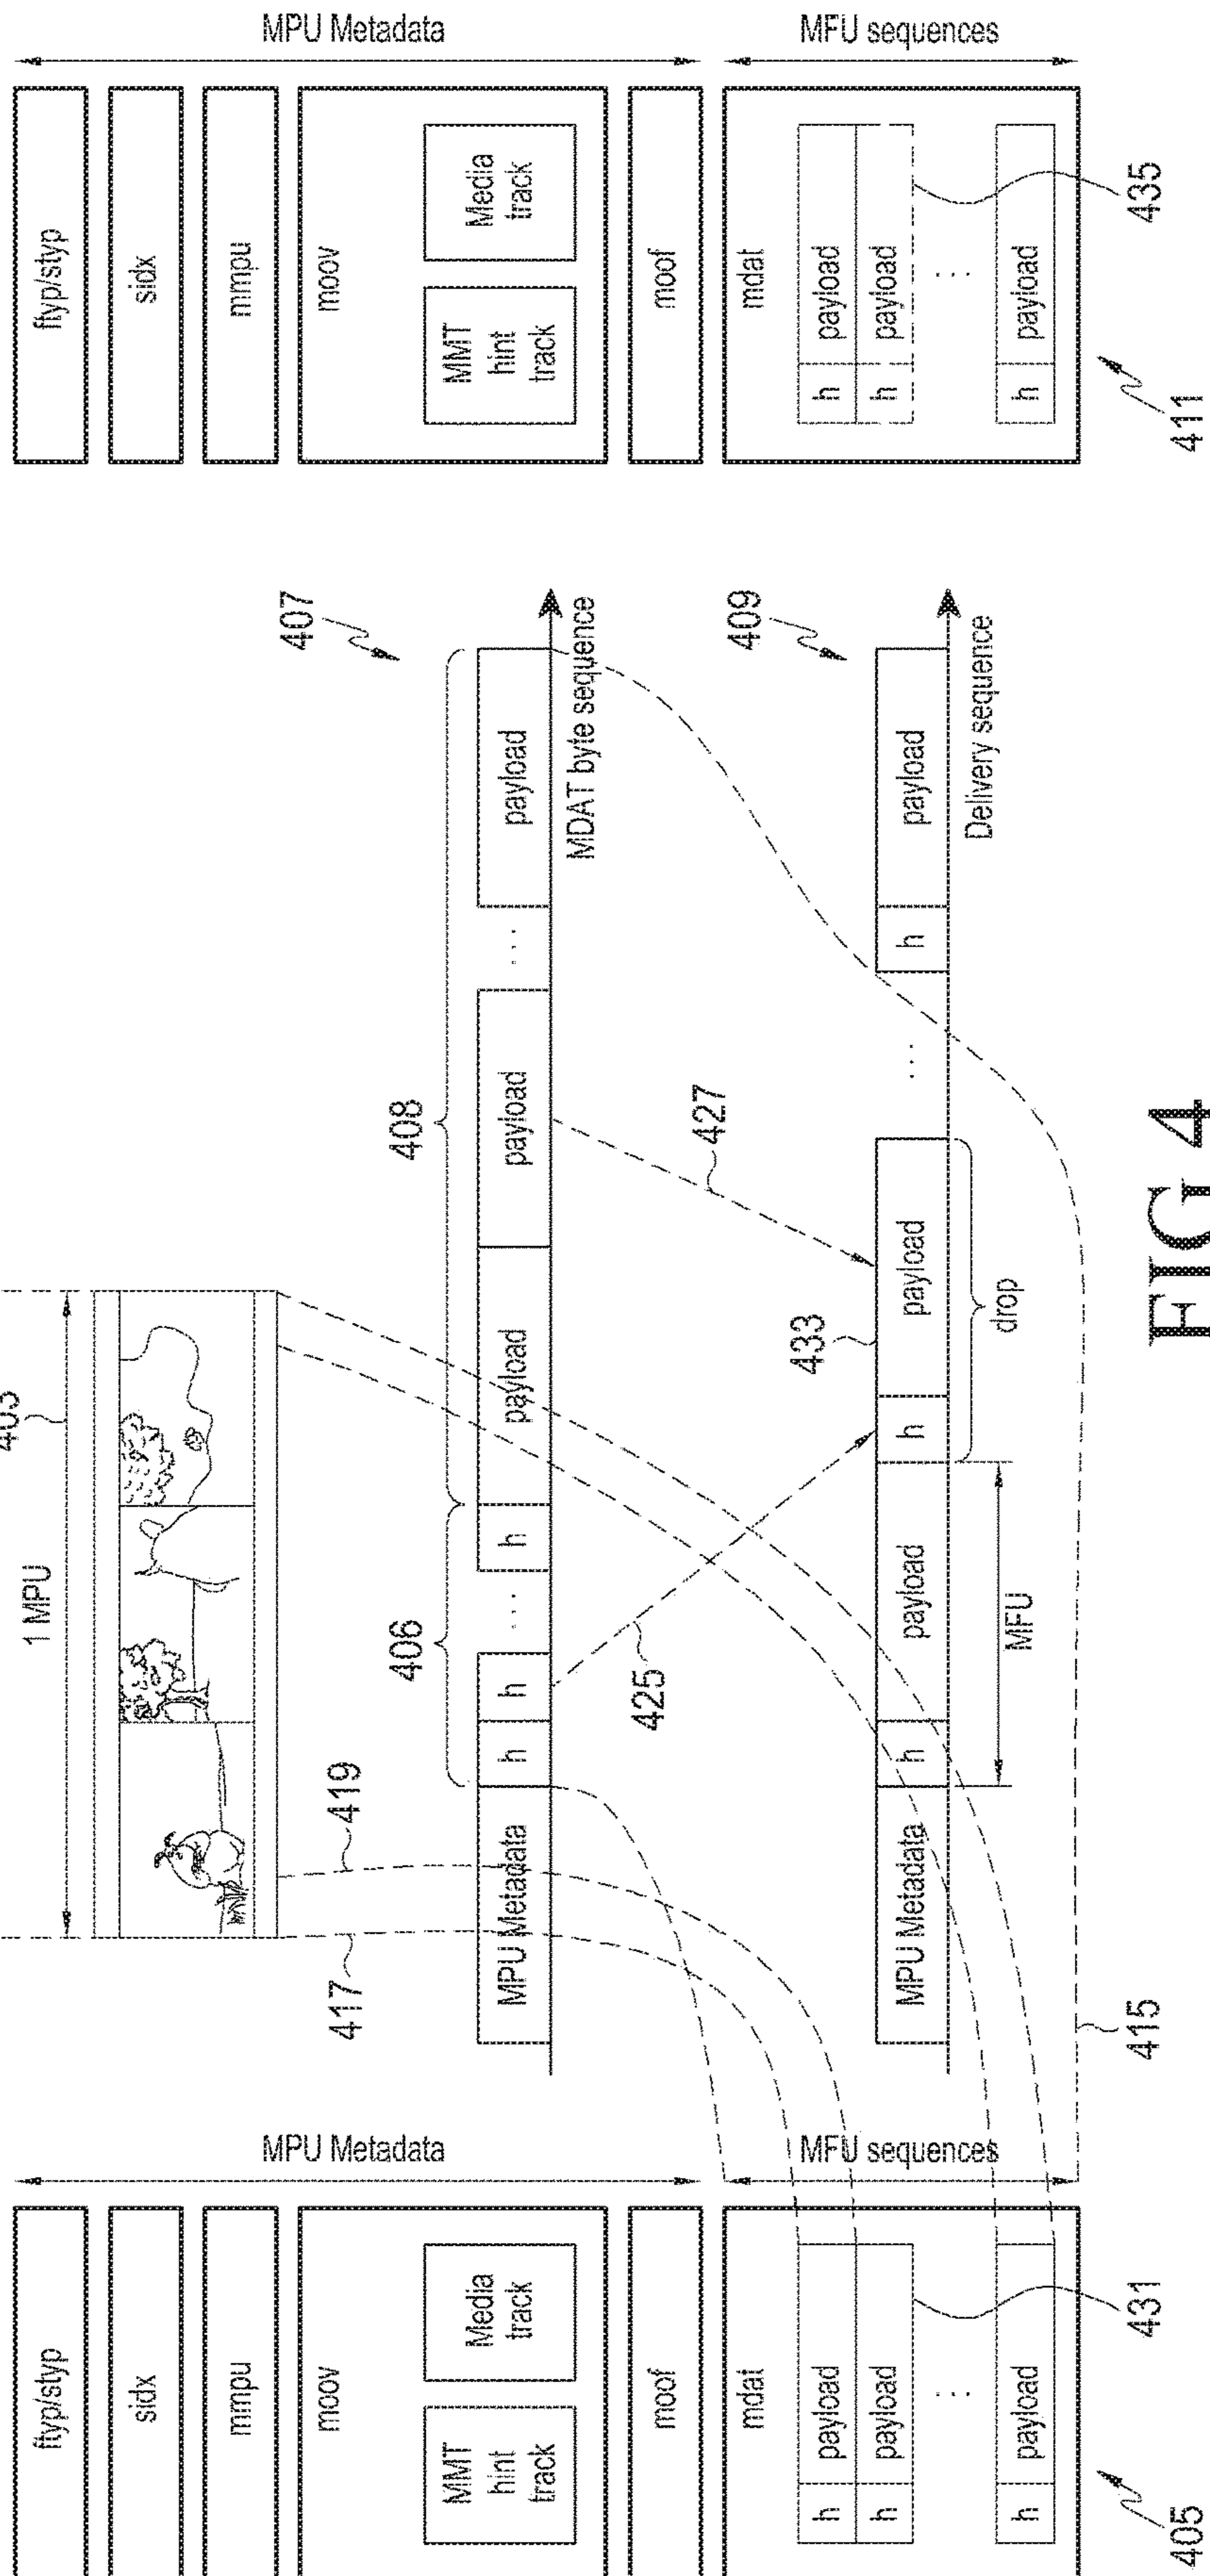 403
1 MPU
ftyp/styp
sidx
mmpu
moov
MMT
hint
track
Media
track
moof
mdat
h
payload
h
payload
⋮
h
payload
405
431
MPU Metadata
MFU sequences
417
419
MPU Metadata
h
h
...
h
payload
payload
...
payload
406
408
407
MDAT byte sequence
425
427
MPU Metadata
h
payload
h
payload
...
h
payload
433
MFU
drop
409
Delivery sequence
415
ftyp/styp
sidx
mmpu
moov
MMT
hint
track
Media
track
moof
mdat
h
payload
h
payload
⋮
h
payload
411
435
MPU Metadata
MFU sequences
FIG 4